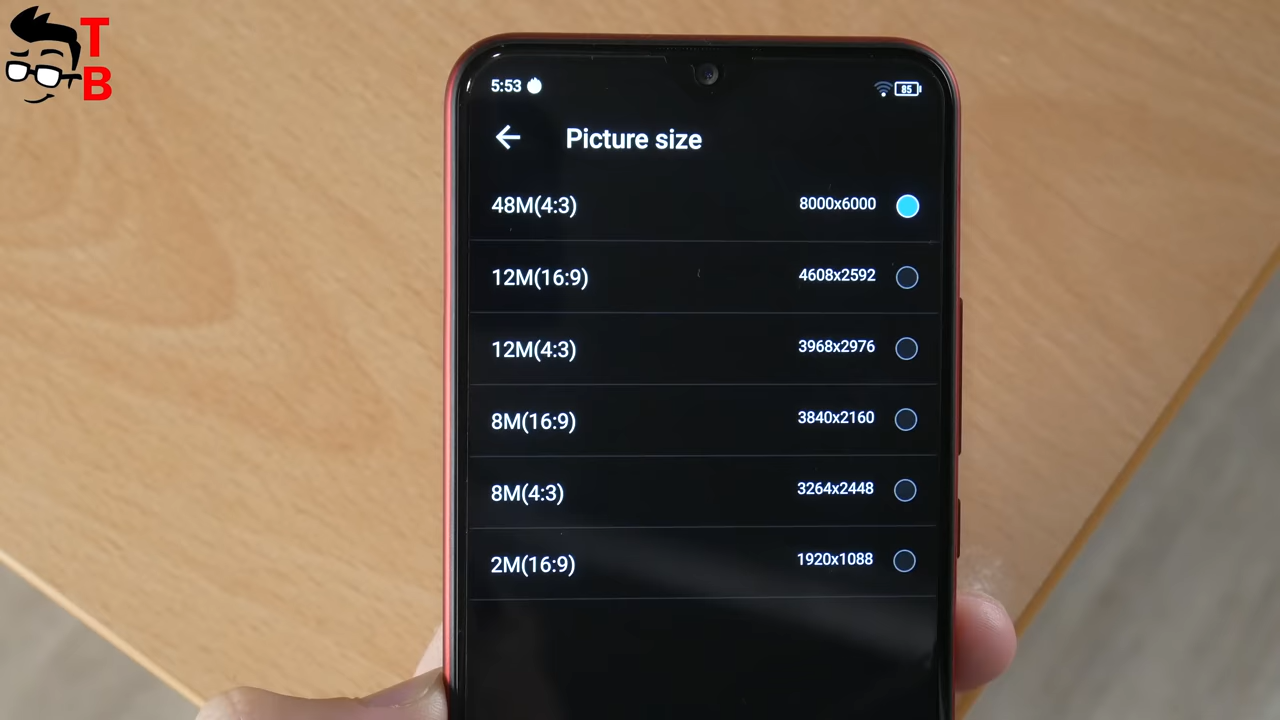 T
B
5:53
85
Picture size
48M(4:3) 8000x6000
12M(16:9) 4608x2592
12M(4:3) 3968x2976
8M(16:9) 3840x2160
8M(4:3) 3264x2448
2M(16:9) 1920x1088